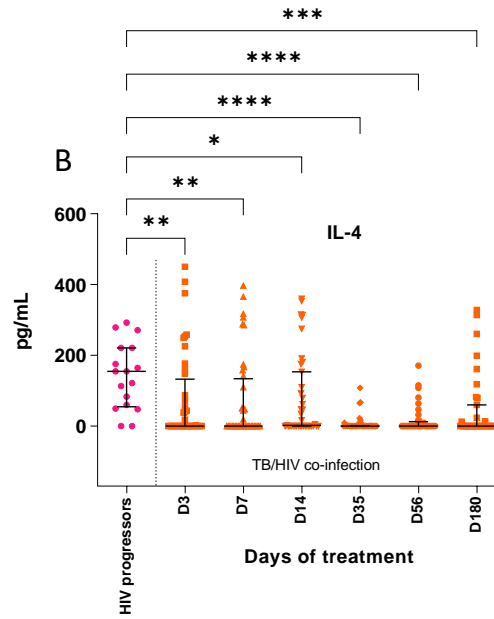 ***
****
****
*
B
**
**
600
IL-4
400
pg/mL
200
0
TB/HIV co-infection
HIV progressors
D3
D7
D14
D35
D56
D180
Days of treatment